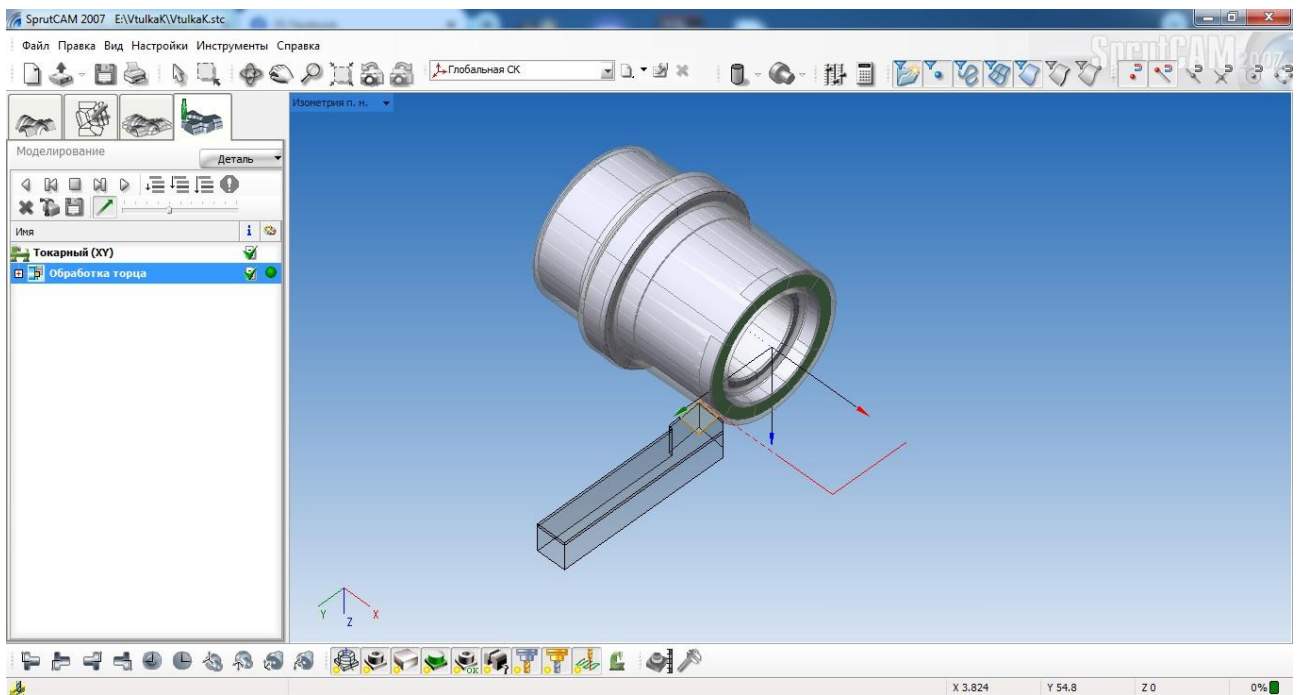 SprutCAM 2007 E:\VtulkaK\VtulkaK.stc
Файл Правка Вид Настройки Инструменты Справка
SprutCAM 2007
Глобальная СК
Изометрия п. н.
Моделирование
Деталь
Имя
Токарный (XY)
Обработка торца
Y
Z
X
X 3.824 Y 54.8 Z 0 0%